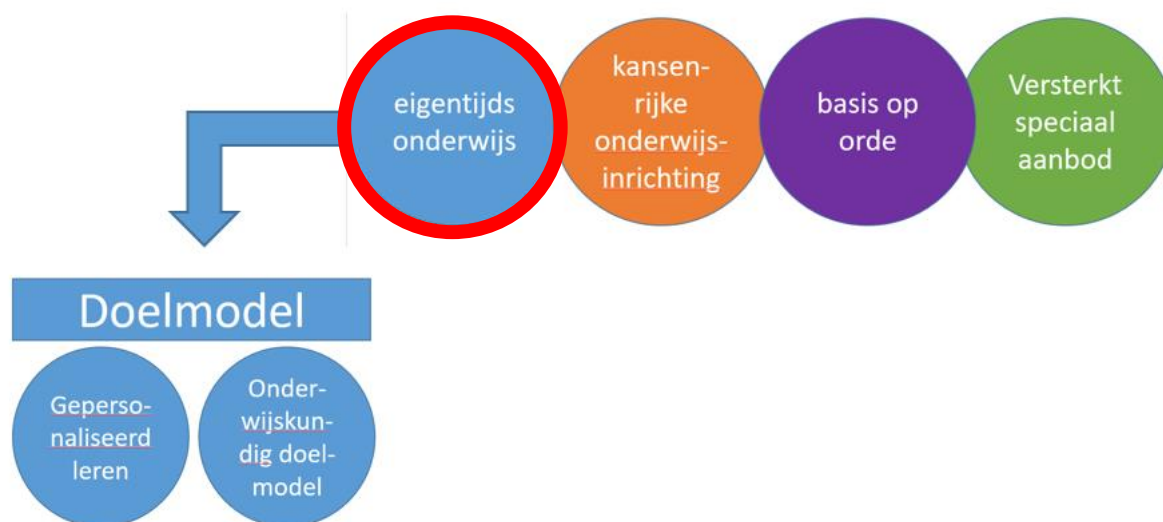 eigentijds
onderwijs
kansen-
rijke
onderwijs-
inrichting
basis op
orde
Versterkt
speciaal
aanbod
Doelmodel
Geperso-
naliseerd
leren
Onder-
wijskun-
dig doel-
model